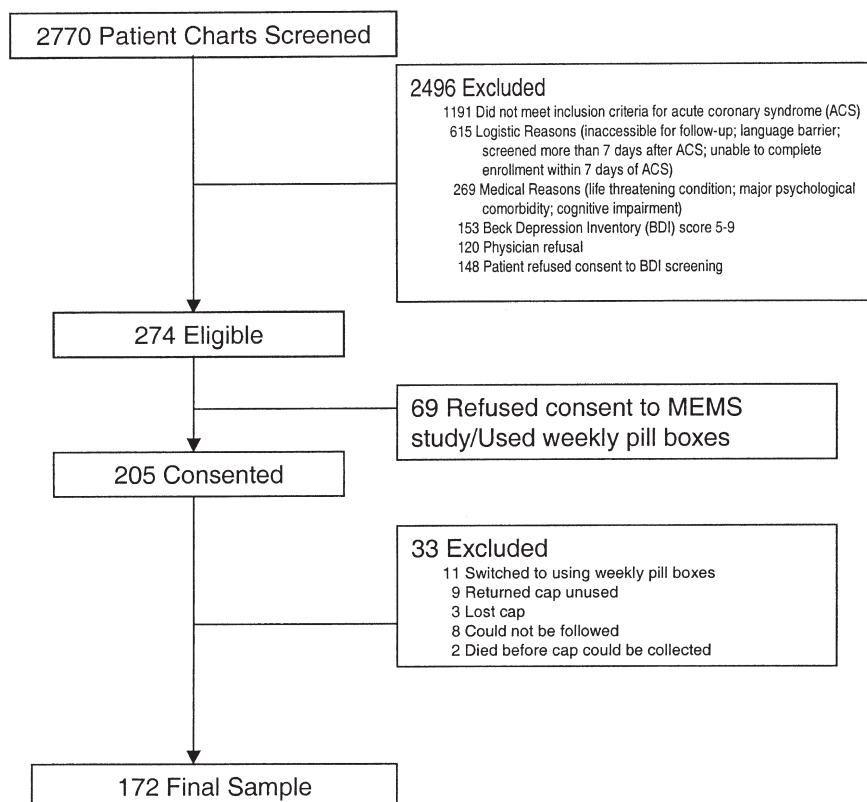 2770 Patient Charts Screened
2496 Excluded
1191 Did not meet inclusion criteria for acute coronary syndrome (ACS)
615 Logistic Reasons (inaccessible for follow-up; language barrier;
screened more than 7 days after ACS; unable to complete
enrollment within 7 days of ACS)
269 Medical Reasons (life threatening condition; major psychological
comorbidity; cognitive impairment)
153 Beck Depression Inventory (BDI) score 5-9
120 Physician refusal
148 Patient refused consent to BDI screening
274 Eligible
69 Refused consent to MEMS
study/Used weekly pill boxes
205 Consented
33 Excluded
11 Switched to using weekly pill boxes
9 Returned cap unused
3 Lost cap
8 Could not be followed
2 Died before cap could be collected
172 Final Sample